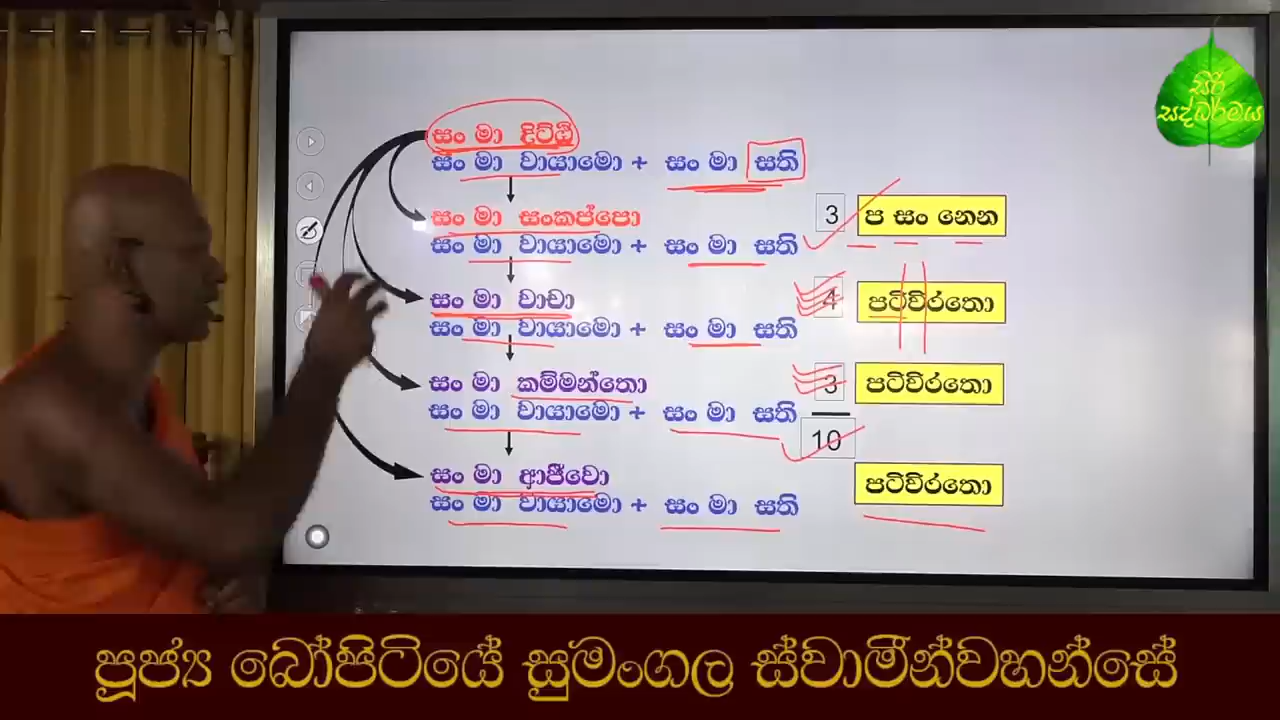 සිරි
සද්ධර්මය
සං මා දිට්ඨි
සං මා වායාමො + සං මා සති
සං මා සංකප්පො
3 ප සං නෙන
සං මා වායාමො + සං මා සති
සං මා වාචා
4 පටිවිරතො
සං මා වායාමො + සං මා සති
සං මා කම්මන්තො
3 පටිවිරතො
සං මා වායාමො + සං මා සති
10
සං මා ආජීවො
පටිවිරතො
සං මා වායාමො + සං මා සති
පූජ්‍ය බෝපිටියේ සුමංගල ස්වාමීන්වහන්සේ